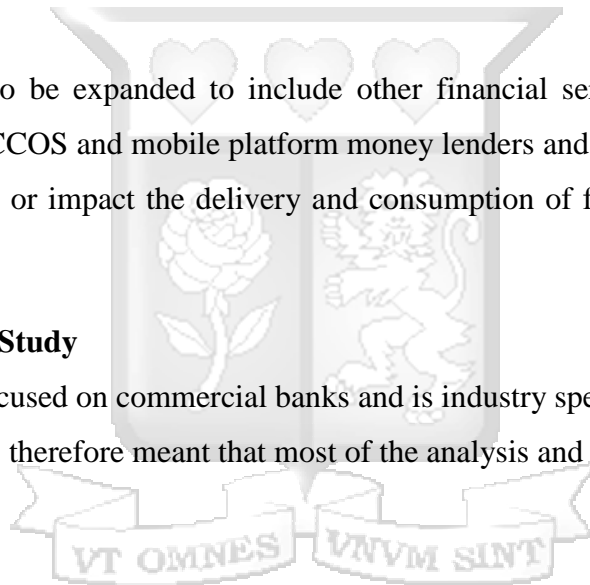 o be expanded to include other financial ser
CCOS and mobile platform money lenders and
or impact the delivery and consumption of f
Study
cused on commercial banks and is industry spe
therefore meant that most of the analysis and
VT OMNES VNVM SINT